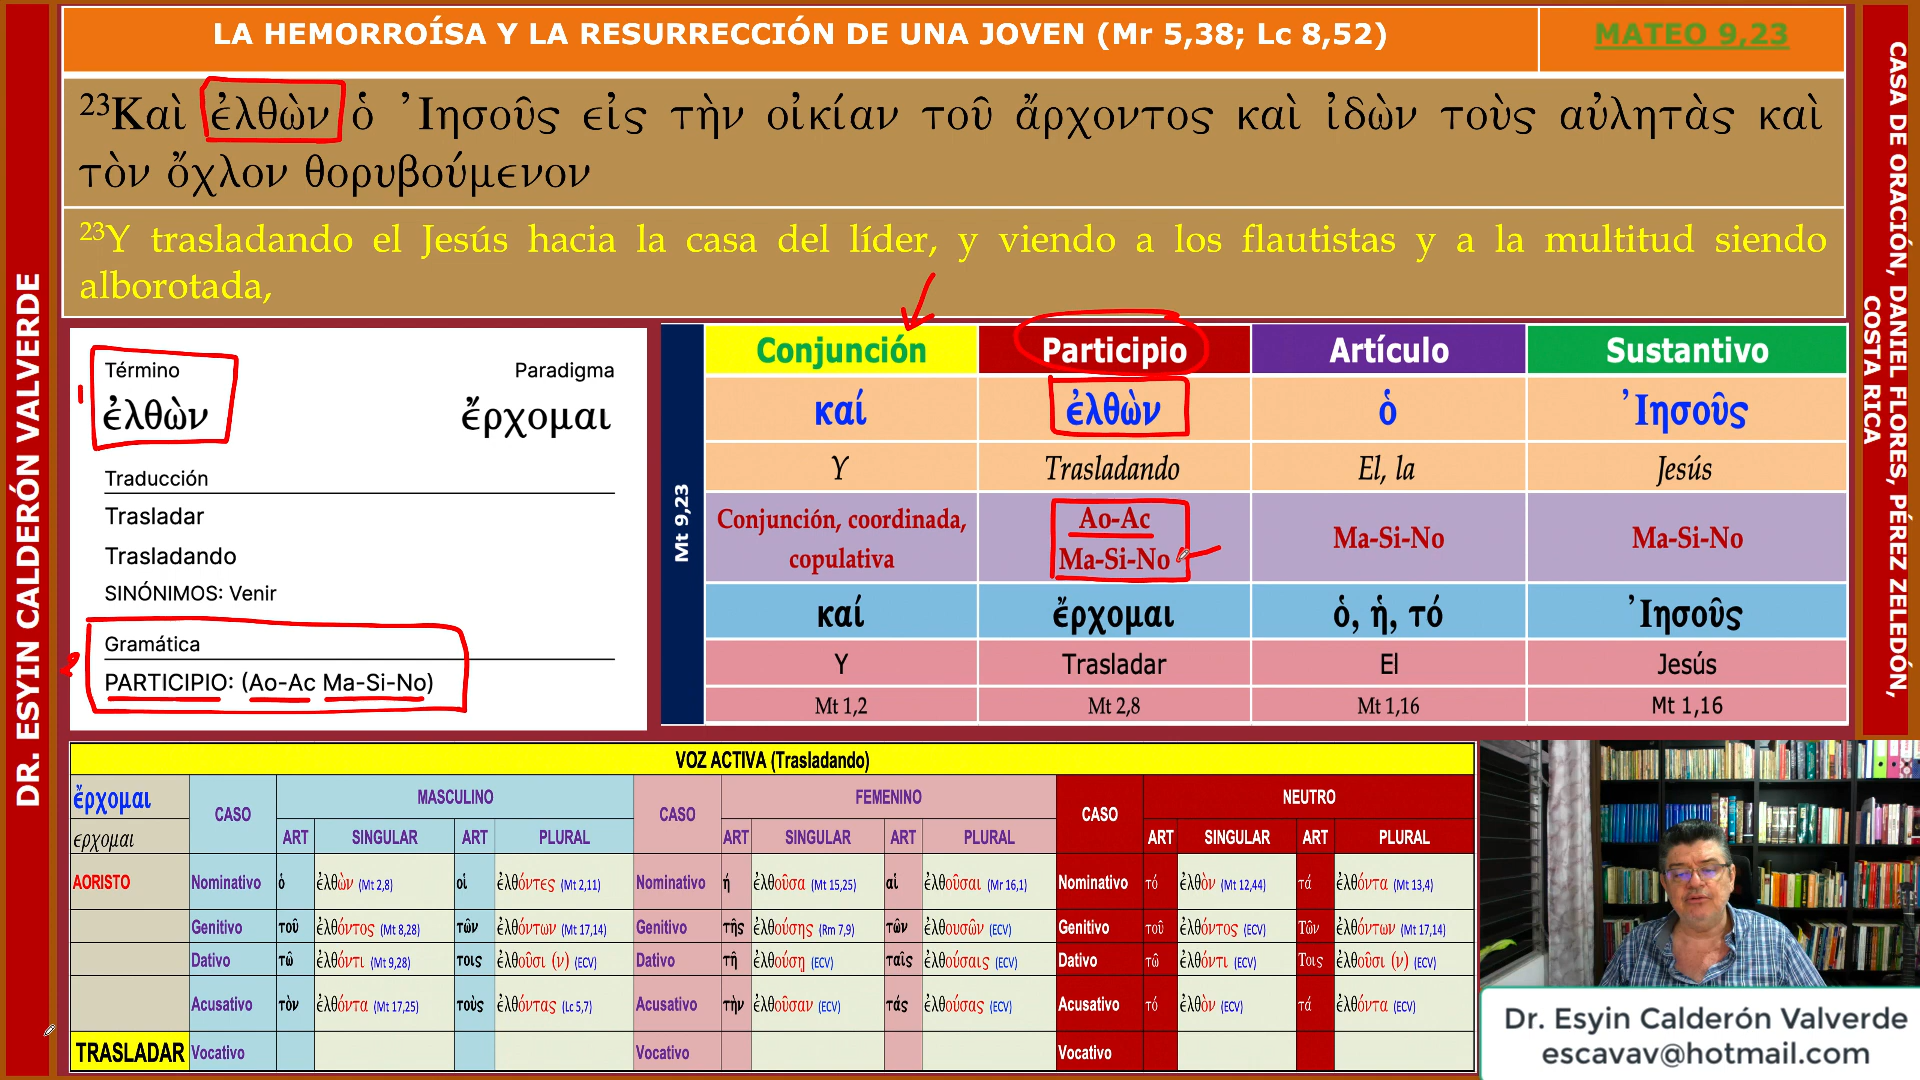 LA HEMORROÍSA Y LA RESURRECCIÓN DE UNA JOVEN (Mr 5,38; Lc 8,52)
MATEO 9,23
²³Καὶ ἐλθὼν ὁ Ἰησοῦς εἰς τὴν οἰκίαν τοῦ ἄρχοντος καὶ ἰδὼν τοὺς αὐλητὰς καὶ
τὸν ὄχλον θορυβούμενον
²³Y trasladando el Jesús hacia la casa del líder, y viendo a los flautistas y a la multitud siendo
alborotada,
DR. ESYIN CALDERÓN VALVERDE
CASA DE ORACIÓN, DANIEL FLORES, PÉREZ ZELEDÓN,
COSTA RICA
Término Paradigma
1 ἐλθὼν ἔρχομαι
Traducción
Trasladar
Trasladando
SINÓNIMOS: Venir
Gramática
PARTICIPIO: (Ao-Ac Ma-Si-No)
Mt 9,23
Conjunción Participio Artículo Sustantivo
καί ἐλθὼν ὁ Ἰησοῦς
Y Trasladando El, la Jesús
Conjunción, coordinada,
copulativa
Ao-Ac
Ma-Si-No
Ma-Si-No
Ma-Si-No
καί ἔρχομαι ὁ, ἡ, τό Ἰησοῦς
Y Trasladar El Jesús
Mt 1,2 Mt 2,8 Mt 1,16 Mt 1,16
VOZ ACTIVA (Trasladando)
ἔρχομαι CASO MASCULINO CASO FEMENINO CASO NEUTRO
ερχομαι ART SINGULAR ART PLURAL ART SINGULAR ART PLURAL ART SINGULAR ART PLURAL
AORISTO Nominativo ὁ ἐλθὼν (Mt 2,8) οἱ ἐλθόντες (Mt 2,11) Nominativo ἡ ἐλθοῦσα (Mt 15,25) αἱ ἐλθοῦσαι (Mr 16,1) Nominativo τό ἐλθὸν (Mt 12,44) τά ἐλθόντα (Mt 13,4)
Genitivo τοῦ ἐλθόντος (Mt 8,28) τῶν ἐλθόντων (Mt 17,14) Genitivo τῆς ἐλθούσης (Rm 7,9) τῶν ἐλθουσῶν (ECV) Genitivo τοῦ ἐλθόντος (ECV) Τῶν ἐλθόντων (Mt 17,14)
Dativo τῶ ἐλθόντι (Mt 9,28) τοις ἐλθοῦσι (ν) (ECV) Dativo τῆ ἐλθούση (ECV) ταῖς ἐλθούσαις (ECV) Dativo τῶ ἐλθόντι (ECV) Τοις ἐλθοῦσι (ν) (ECV)
Acusativo τὸν ἐλθόντα (Mt 17,25) τοὺς ἐλθόντας (Lc 5,7) Acusativo τὴν ἐλθοῦσαν (ECV) τάς ἐλθούσας (ECV) Acusativo τό ἐλθὸν (ECV) τά ἐλθόντα (ECV)
TRASLADAR Vocativo Vocativo Vocativo
Dr. Esyin Calderón Valverde
escavav@hotmail.com